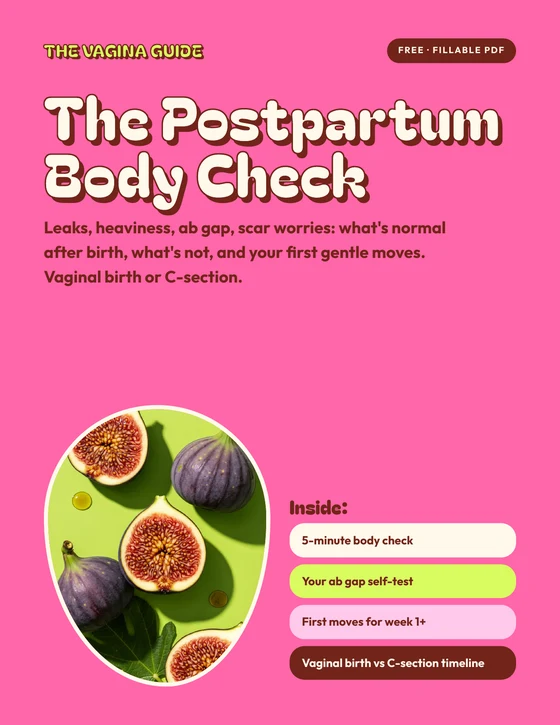 THE VAGINA GUIDE
FREE · FILLABLE PDF
The Postpartum
Body Check
Leaks, heaviness, ab gap, scar worries: what's normal
after birth, what's not, and your first gentle moves.
Vaginal birth or C-section.
Inside:
5-minute body check
Your ab gap self-test
First moves for week 1+
Vaginal birth vs C-section timeline